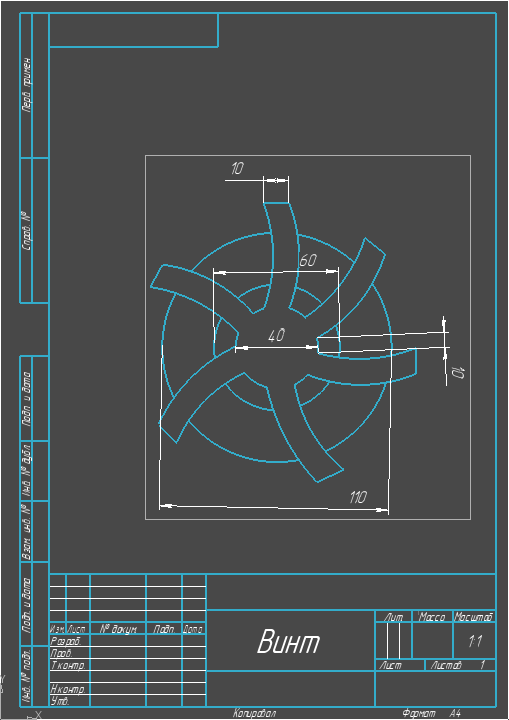 Перв. примен.
Справ. №
Подп. и дата
Инв. № дубл.
Взам. инв. №
Подп. и дата
Инв. № подл.
10
60
40
10
110
Изм. Лист № докум. Подп. Дата
Разраб.
Пров.
Т.контр.
Н.контр.
Утв.
Винт
Лит. Масса Масштаб
1:1
Лист Листов 1
Копировал Формат А4
X